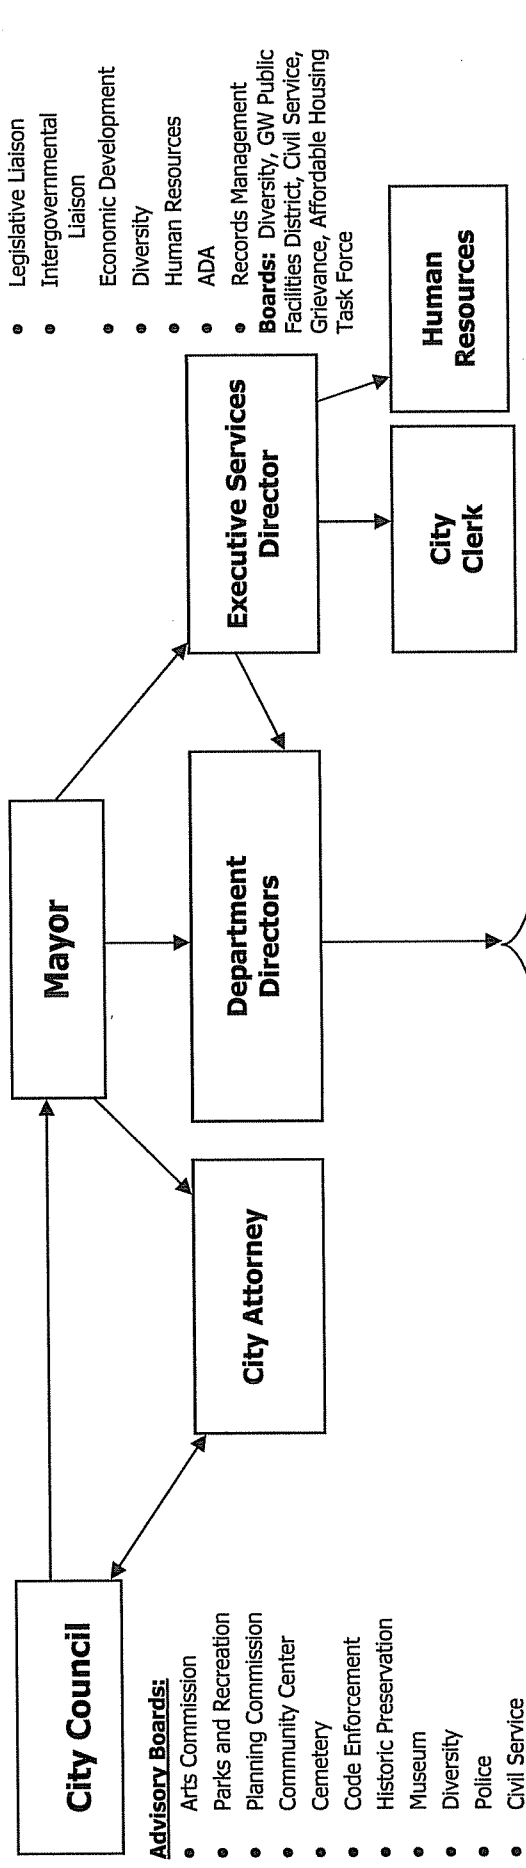 City Council
Advisory Boards:
• Arts Commission
• Parks and Recreation
• Planning Commission
• Community Center
• Cemetery
• Code Enforcement
• Historic Preservation
• Museum
• Diversity
• Police
• Civil Service
Mayor
City Attorney
Department
Directors
Executive Services
Director
City
Clerk
Human
Resources
• Legislative Liaison
• Intergovernmental
Liaison
• Economic Development
• Diversity
• Human Resources
• ADA
• Records Management
Boards: Diversity, GW Public
Facilities District, Civil Service,
Grievance, Affordable Housing
Task Force